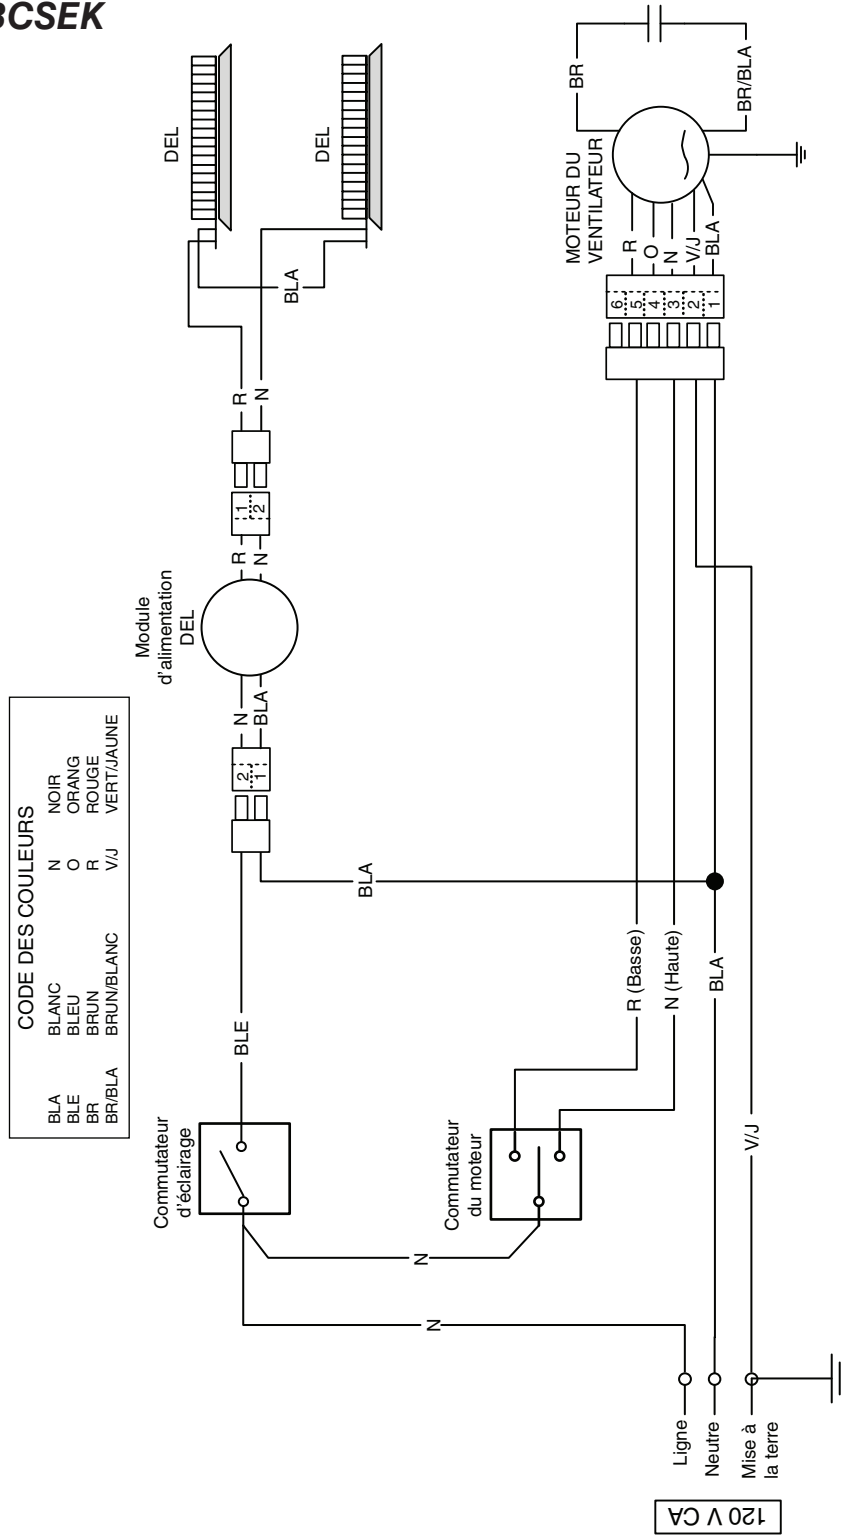 BCSEK
CODE DES COULEURS
BLA BLANC N NOIR
BLE BLEU O ORANG
BR BRUN R ROUGE
BR/BLA BRUN/BLANC V/J VERT/JAUNE
DEL
DEL
BLA
R
N
1
2
R
N
Module
d'alimentation
DEL
N
BLA
2
1
BLA
BLE
Commutateur
d'éclairage
Commutateur
du moteur
N
N
BR
BR/BLA
MOTEUR DU
VENTILATEUR
R
O
N
V/J
BLA
6
5
4
3
2
1
R (Basse)
N (Haute)
BLA
V/J
Ligne
Neutre
Mise à
la terre
120 V CA